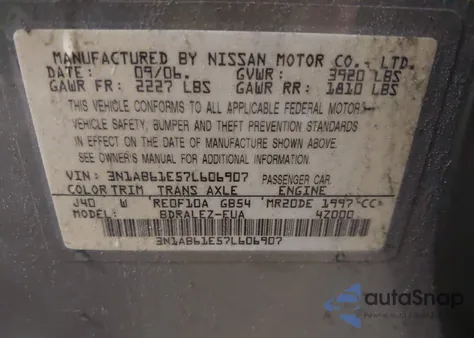 MANUFACTURED BY NISSAN MOTOR CO., LTD.
DATE: 09/06. GVWR: 3920 LBS
GAWR FR: 2227 LBS GAWR RR: 1810 LBS
THIS VEHICLE CONFORMS TO ALL APPLICABLE FEDERAL MOTOR
VEHICLE SAFETY, BUMPER AND THEFT PREVENTION STANDARDS
IN EFFECT ON THE DATE OF MANUFACTURE SHOWN ABOVE.
SEE OWNER'S MANUAL FOR ADDITIONAL INFORMATION.
VIN: 3N1AB61E57L606907 PASSENGER CAR
COLOR TRIM TRANS AXLE ENGINE
J40 W RE0F10A GB54 MR20DE 1997 CC
MODEL: BDRALEZ-EUA 4Z000
3N1AB61E57L606907
autoSnap